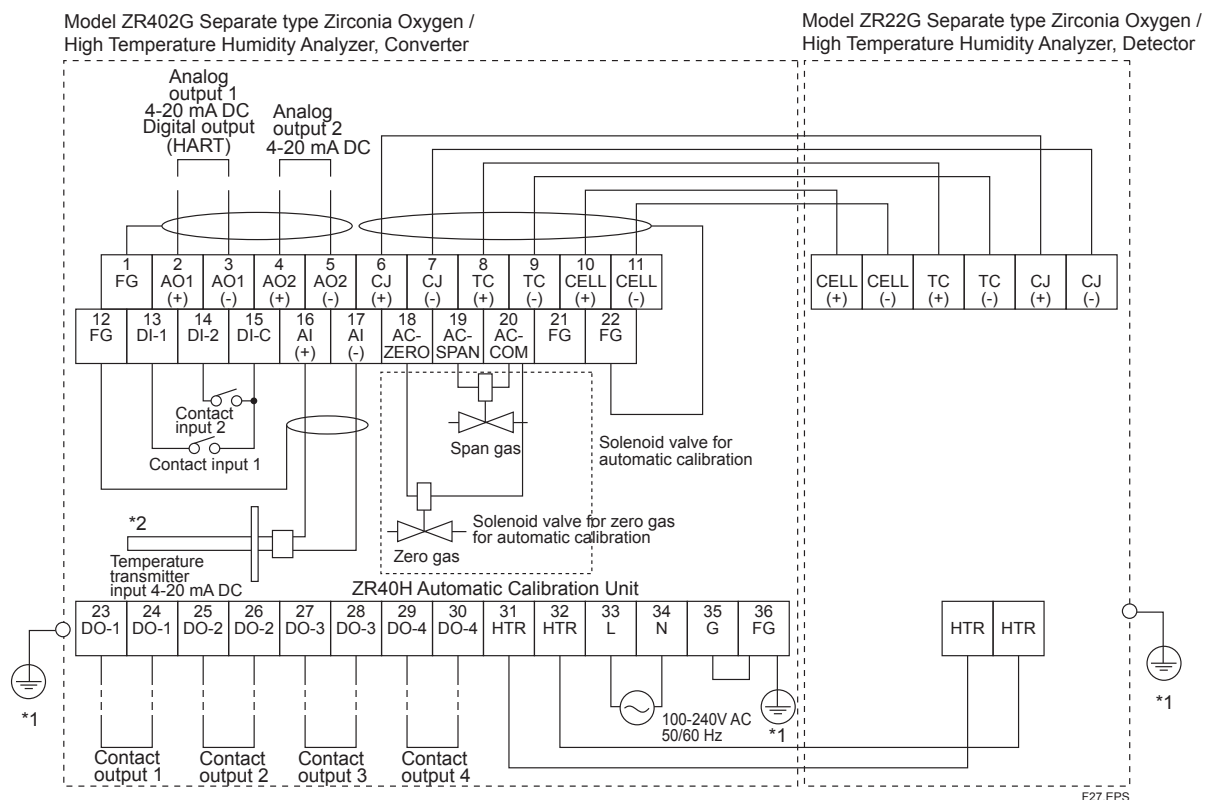 Model ZR402G Separate type Zirconia Oxygen /
High Temperature Humidity Analyzer, Converter
Model ZR22G Separate type Zirconia Oxygen /
High Temperature Humidity Analyzer, Detector
Analog
output 1
4-20 mA DC
Digital output
(HART)
Analog
output 2
4-20 mA DC
1 2 3 4 5 6 7 8 9 10 11
FG AO1 AO1 AO2 AO2 CJ CJ TC TC CELL CELL
(+) (-) (+) (-) (+) (-) (+) (-) (+) (-)
CELL CELL TC TC CJ CJ
(+) (-) (+) (-) (+) (-)
12 13 14 15 16 17 18 19 20 21 22
FG DI-1 DI-2 DI-C AI AI AC- AC- AC- FG FG
(+) (-) ZERO SPAN COM
Contact
input 2
Contact input 1
Span gas
Solenoid valve for
automatic calibration
*2
Temperature
transmitter
input 4-20 mA DC
Solenoid valve for zero gas
for automatic calibration
Zero gas
ZR40H Automatic Calibration Unit
23 24 25 26 27 28 29 30 31 32 33 34 35 36
DO-1 DO-1 DO-2 DO-2 DO-3 DO-3 DO-4 DO-4 HTR HTR L N G FG
HTR HTR
*1
100-240V AC
50/60 Hz
*1
*1
Contact
output 1
Contact
output 2
Contact
output 3
Contact
output 4
F27.EPS